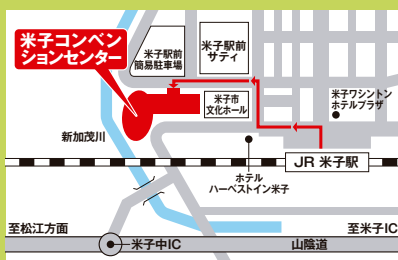 米子コンベン
ションセンター
米子駅前
簡易駐車場
米子駅前
サティ
米子市
文化ホール
米子ワシントン
ホテルプラザ
新加茂川
JR 米子駅
ホテル
ハーベストイン米子
至松江方面
至米子IC
米子中IC
山陰道